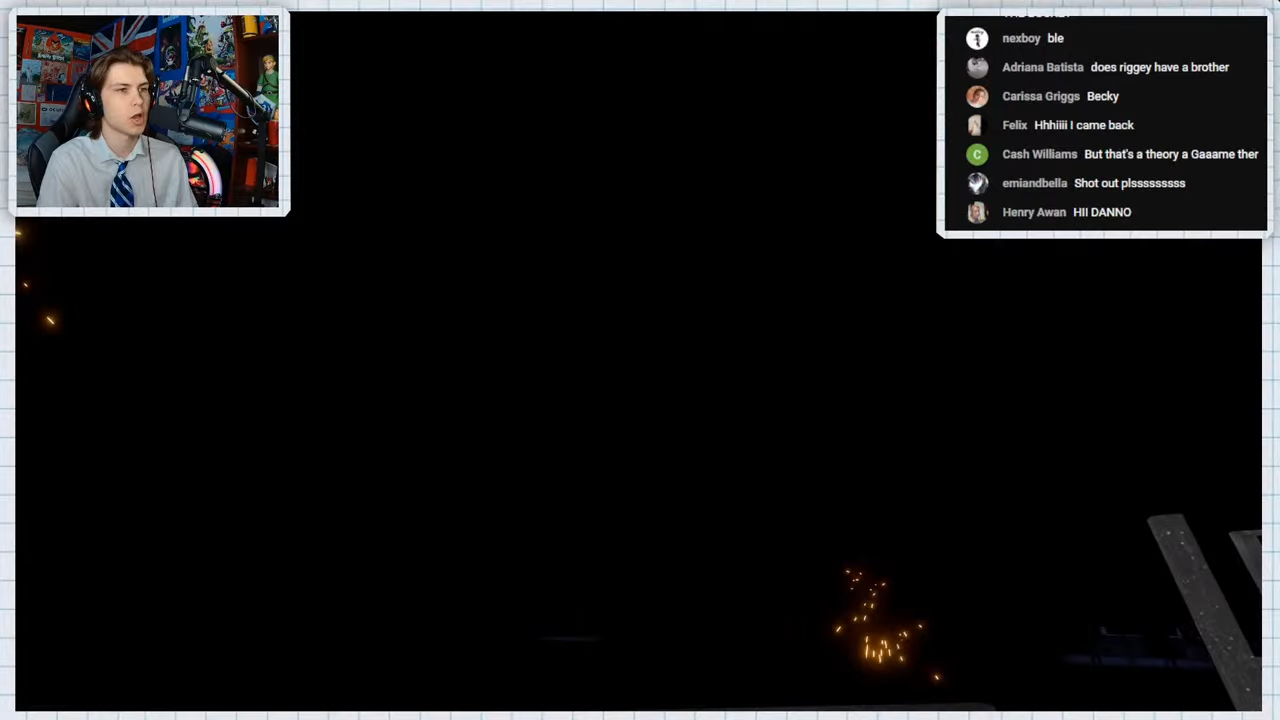 nexboy ble
Adriana Batista does riggey have a brother
Carissa Griggs Becky
Felix Hhhiiii I came back
C Cash Williams But that's a theory a Gaaame ther
emiandbella Shot out plsssssssss
Henry Awan HII DANNO